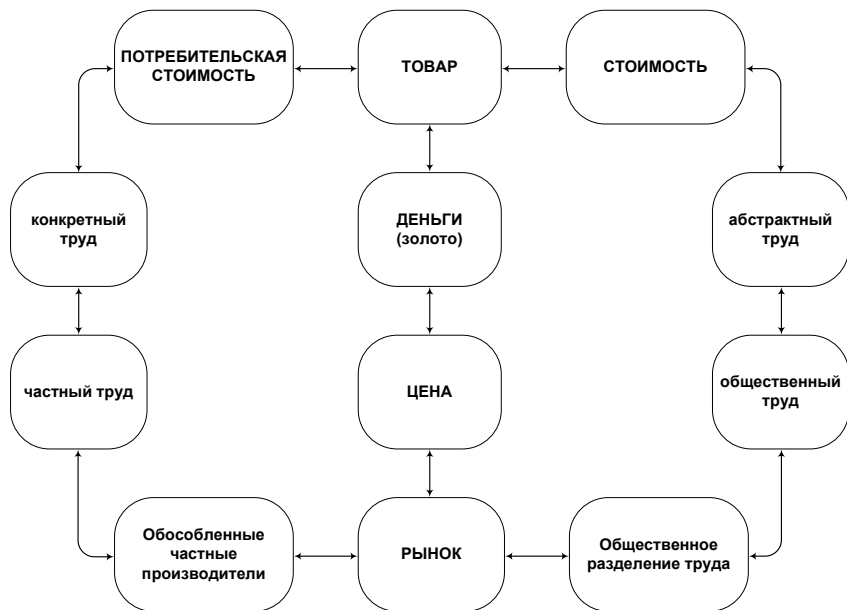 ПОТРЕБИТЕЛЬСКАЯ
СТОИМОСТЬ
ТОВАР
СТОИМОСТЬ
конкретный
труд
ДЕНЬГИ
(золото)
абстрактный
труд
частный труд
ЦЕНА
общественный
труд
Обособленные
частные
производители
РЫНОК
Общественное
разделение труда